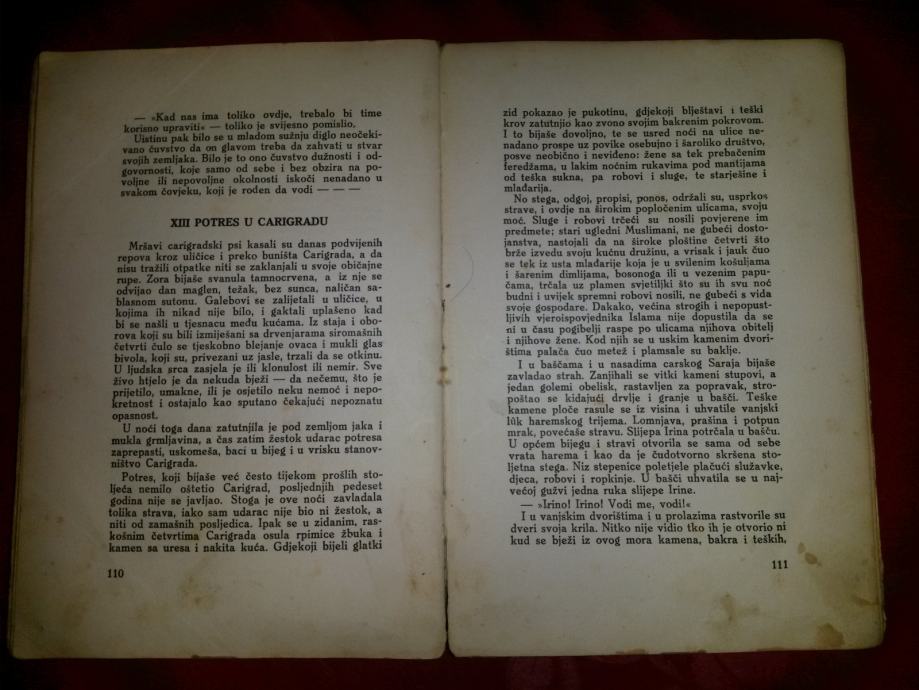 — »Kad nas ima toliko ovdje, trebalo bi time
korisno upraviti« — toliko je svijesno pomislio.
Uistinu pak bilo se u mladom sužnju diglo neočeki-
vano čuvstvo da on glavom treba da zahvati u stvar
svojih zemljaka. Bilo je to ono čuvstvo dužnosti i od-
govornosti, koje samo od sebe i bez obzira na po-
voljne ili nepovoljne okolnosti iskoči nenadano u
svakom čovjeku, koji je rođen da vodi — — —
XIII POTRES U CARIGRADU
Mršavi carigradski psi kasali su danas podvijenih
repova kroz uličice i preko buništa Carigrada, a da
nisu tražili otpatke niti se zaklanjali u svoje običajne
rupe. Zora bijaše svanula tamnocrvena, a iz nje se
odvijao dan maglen, težak, bez sunca, naličan sa-
blasnom sutonu. Galebovi se zalijetali u uličice, u
kojima ih nikad nije bilo, i gaktali uplašeno kad
bi se našli u tjesnacu među kućama. Iz staja i obo-
rova koji su bili izmiješani sa drvenjarama siromašnih
četvrti čulo se tjeskobno blejanje ovaca i mukli glas
bivola, koji su, privezani uz jasle, trzali da se otkinu.
U ljudska srca zasjela je ili klonulost ili nemir. Sve
živo htjelo je da nekuda bježi — da nečemu, što je
prijetilo, umakne, ili je osjetilo neku nemoć i nepo-
kretnost i ostajalo kao sputano čekajući nepoznatu
opasnost.
U noći toga dana zatutnjila je pod zemljom jaka i
mukla grmljavina, a čas zatim žestok udarac potresa
zaprepasti, uskomeša, baci u bijeg i u vrisku stanov-
ništvo Carigrada.
Potres, koji bijaše već često tijekom prošlih sto-
ljeća nemilo oštetio Carigrad, posljednjih pedeset
godina nije se javljao. Stoga je ove noći zavladala
tolika strava, iako sam udarac nije bio ni žestok, a
niti od zamašnih posljedica. Ipak se u zidanim, ras-
košnim četvrtima Carigrada osula rpimice žbuka i
kamen sa uresa i nakita kuća. Gdjekoji bijeli glatki
110
zid pokazao je pukotinu, gdjekoji blještavi i teški
krov zatutnjio kao zvono svojim bakrenim pokrovom.
I to bijaše dovoljno, te se usred noći na ulice ne-
nadano prospe uz povike osebujno i šaroliko društvo,
posve neobično i neviđeno: žene sa tek prebačenim
feredžama, u lakim noćnim rukavima pod mantijama
od teška sukna, pa robovi i sluge, te starješine i
mlađarija.
No stega, odgoj, propisi, ponos, održali su, usprkos
strave, i ovdje na širokim popločenim ulicama, svoju
moć. Sluge i robovi trčeći su nosili povjerene im
predmete; stari ugledni Muslimani, ne gubeći dosto-
janstva, nastojali da na široke ploštine četvrti što
brže izvedu svoju kućnu družinu, a vrisak i jauk čuo
se tek iz usta mlađarije koja je u svilenim košuljama
i šarenim dimlijama, bosonoga ili u vezenim papu-
čama, trčala uz plamen svjetiljki što su ih svu noć
budni i uvijek spremni robovi nosili, ne gubeći s vida
svoje gospodare. Dakako, većina strogih i nepopust-
ljivih vjeroispovjednika Islama nije dopustila da se
ni u času pogibelji raspe po ulicama njihova obitelj
i njihove žene. Kod njih se u uskim kamenim dvori-
štima palača čuo metež i plamsale su baklje.
I u baščama i u nasadima carskog Saraja bijaše
zavladao strah. Zanjihali se vitki kameni stupovi, a
jedan golemi obelisk, rastavljen za popravak, stro-
poštao se kidajući drvlje i granje u bašči. Teške
kamene ploče rasule se iz visina i uhvatile vanjski
lûk haremskog trijema. Lomnjava, prašina i potpun
mrak, povećaše stravu. Slijepa Irina potrčala u bašču.
U općem bijegu i stravi otvorila se sama od sebe
vrata harema i kao da je čudotvorno skršena sto-
ljetna stega. Niz stepenice poletjele plačući služavke,
djeca, robovi i ropkinje. U bašči uhvatila se u naj-
većoj gužvi jedna ruka slijepe Irine.
— »Irino! Irino! Vodi me, vodi!«
I u vanjskim dvorištima i u prolazima rastvorile su
dveri svoja krila. Nitko nije vidio tko ih je otvorio ni
kud se bježi iz ovog mora kamena, bakra i teških,
111